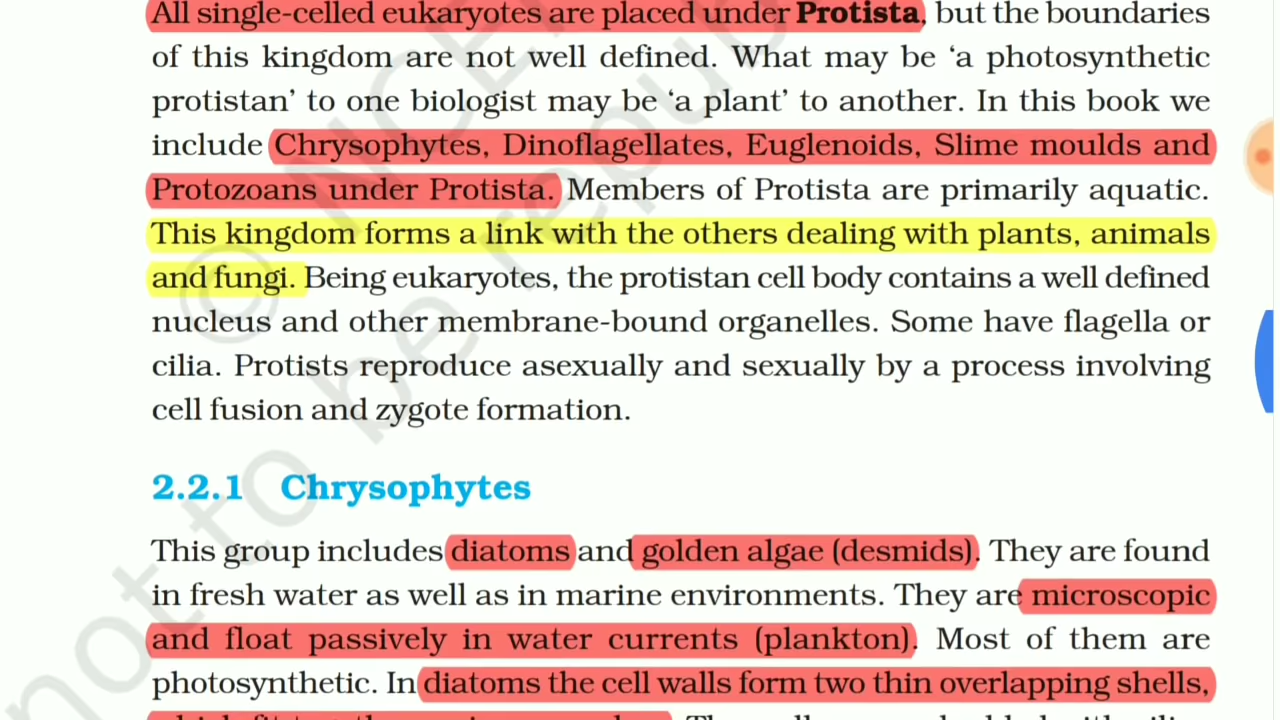 All single-celled eukaryotes are placed under Protista, but the boundaries
of this kingdom are not well defined. What may be ‘a photosynthetic
protistan’ to one biologist may be ‘a plant’ to another. In this book we
include Chrysophytes, Dinoflagellates, Euglenoids, Slime moulds and
Protozoans under Protista. Members of Protista are primarily aquatic.
This kingdom forms a link with the others dealing with plants, animals
and fungi. Being eukaryotes, the protistan cell body contains a well defined
nucleus and other membrane-bound organelles. Some have flagella or
cilia. Protists reproduce asexually and sexually by a process involving
cell fusion and zygote formation.
2.2.1 Chrysophytes
This group includes diatoms and golden algae (desmids). They are found
in fresh water as well as in marine environments. They are microscopic
and float passively in water currents (plankton). Most of them are
photosynthetic. In diatoms the cell walls form two thin overlapping shells,
© NCE
be repub
not to